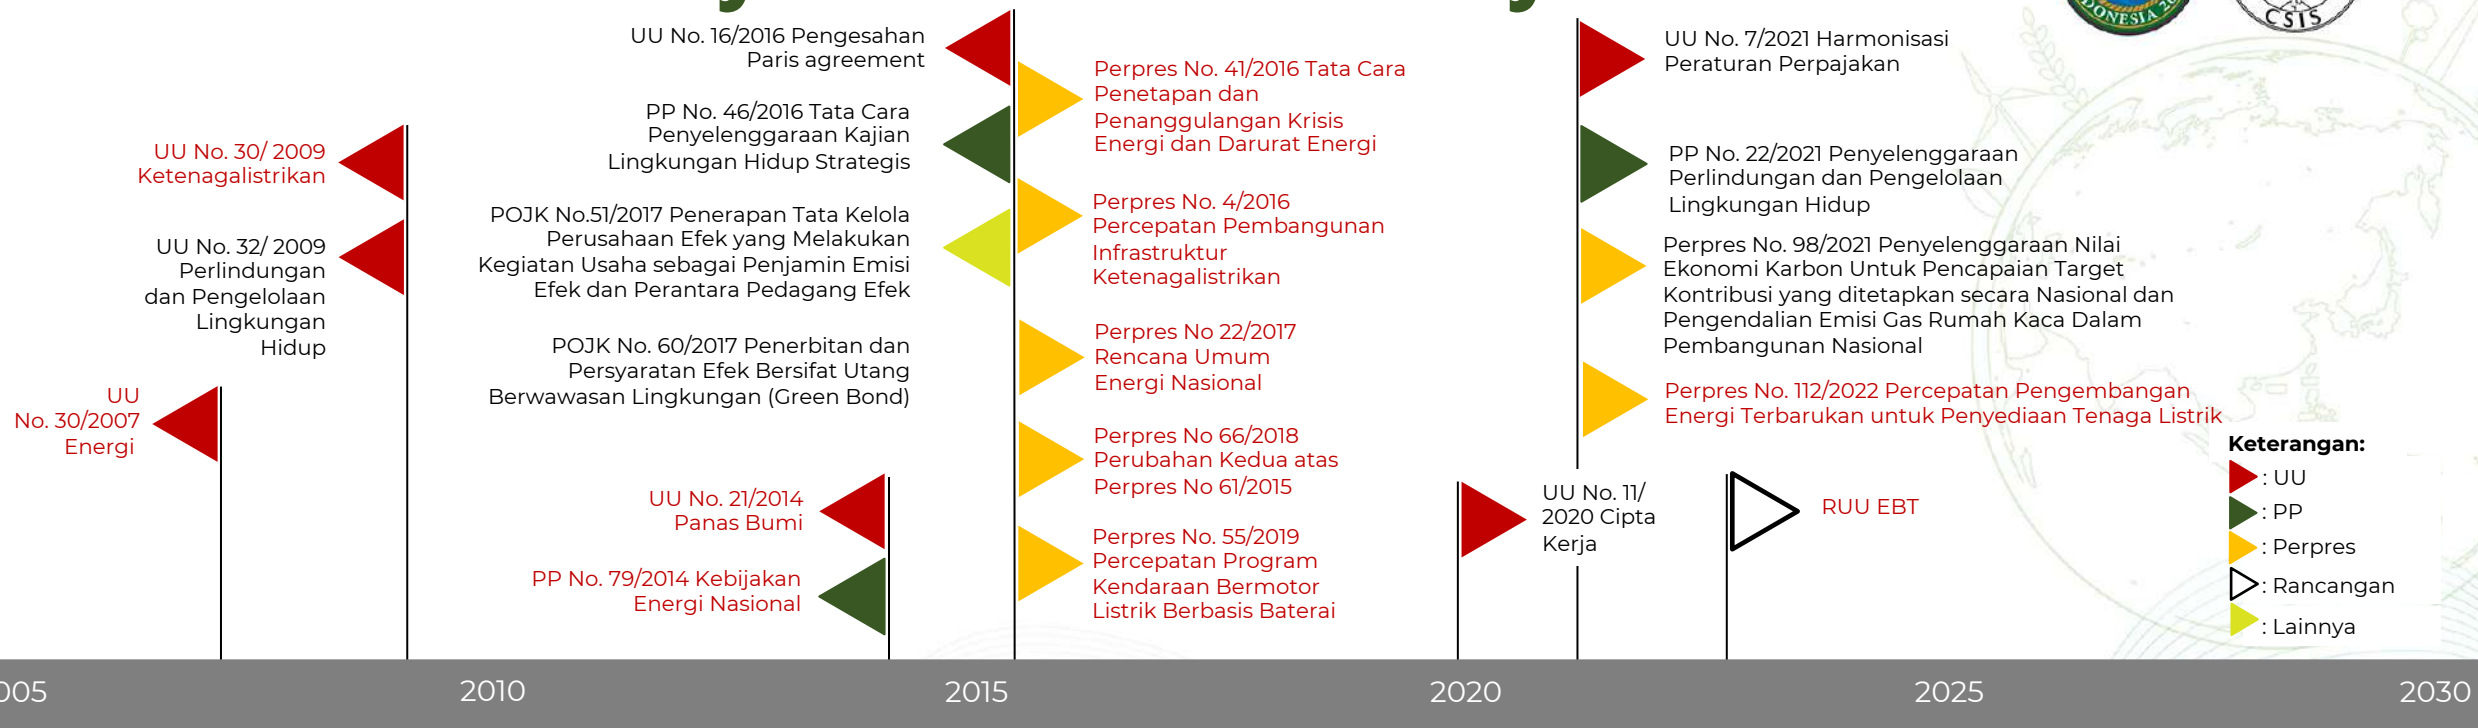 UU No. 16/2016 Pengesahan
Paris agreement
PP No. 46/2016 Tata Cara
Penyelenggaraan Kajian
Lingkungan Hidup Strategis
POJK No.51/2017 Penerapan Tata Kelola
Perusahaan Efek yang Melakukan
Kegiatan Usaha sebagai Penjamin Emisi
Efek dan Perantara Pedagang Efek
POJK No. 60/2017 Penerbitan dan
Persyaratan Efek Bersifat Utang
Berwawasan Lingkungan (Green Bond)
UU No. 30/ 2009
Ketenagalistrikan
UU No. 32/ 2009
Perlindungan
dan Pengelolaan
Lingkungan
Hidup
UU
No. 30/2007
Energi
UU No. 21/2014
Panas Bumi
PP No. 79/2014 Kebijakan
Energi Nasional
Perpres No. 41/2016 Tata Cara
Penetapan dan
Penanggulangan Krisis
Energi dan Darurat Energi
Perpres No. 4/2016
Percepatan Pembangunan
Infrastruktur
Ketenagalistrikan
Perpres No 22/2017
Rencana Umum
Energi Nasional
Perpres No 66/2018
Perubahan Kedua atas
Perpres No 61/2015
Perpres No. 55/2019
Percepatan Program
Kendaraan Bermotor
Listrik Berbasis Baterai
UU No. 11/
2020 Cipta
Kerja
UU No. 7/2021 Harmonisasi
Peraturan Perpajakan
PP No. 22/2021 Penyelenggaraan
Perlindungan dan Pengelolaan
Lingkungan Hidup
Perpres No. 98/2021 Penyelenggaraan Nilai
Ekonomi Karbon Untuk Pencapaian Target
Kontribusi yang ditetapkan secara Nasional dan
Pengendalian Emisi Gas Rumah Kaca Dalam
Pembangunan Nasional
Perpres No. 112/2022 Percepatan Pengembangan
Energi Terbarukan untuk Penyediaan Tenaga Listrik
RUU EBT
CSIS
Keterangan:
: UU
: PP
: Perpres
: Rancangan
: Lainnya
2010
2015
2020
2025
2030